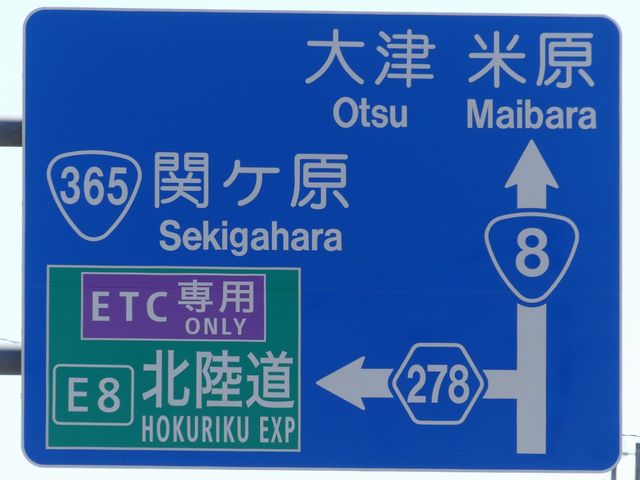 大津 米原
Otsu Maibara
365 関ケ原
Sekigahara
8
ETC 専用
ONLY
E8 北陸道
HOKURIKU EXP
278